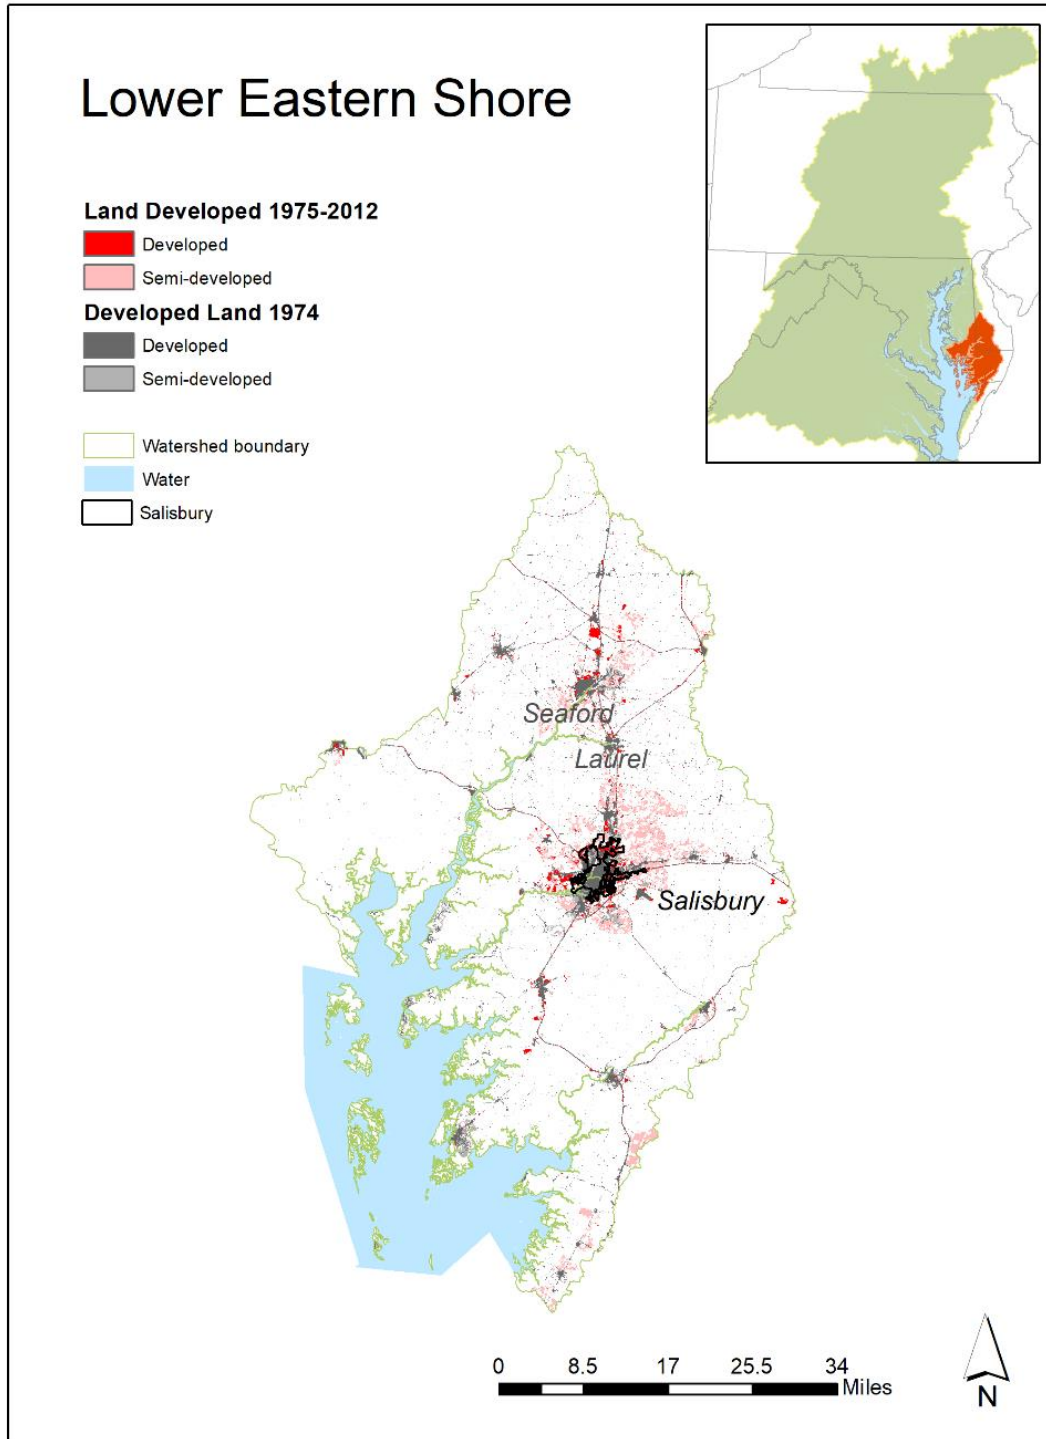 Lower Eastern Shore
Land Developed 1975-2012
Developed
Semi-developed
Developed Land 1974
Developed
Semi-developed
Watershed boundary
Water
Salisbury
Seaford
Laurel
Salisbury
0 8.5 17 25.5 34
Miles
N